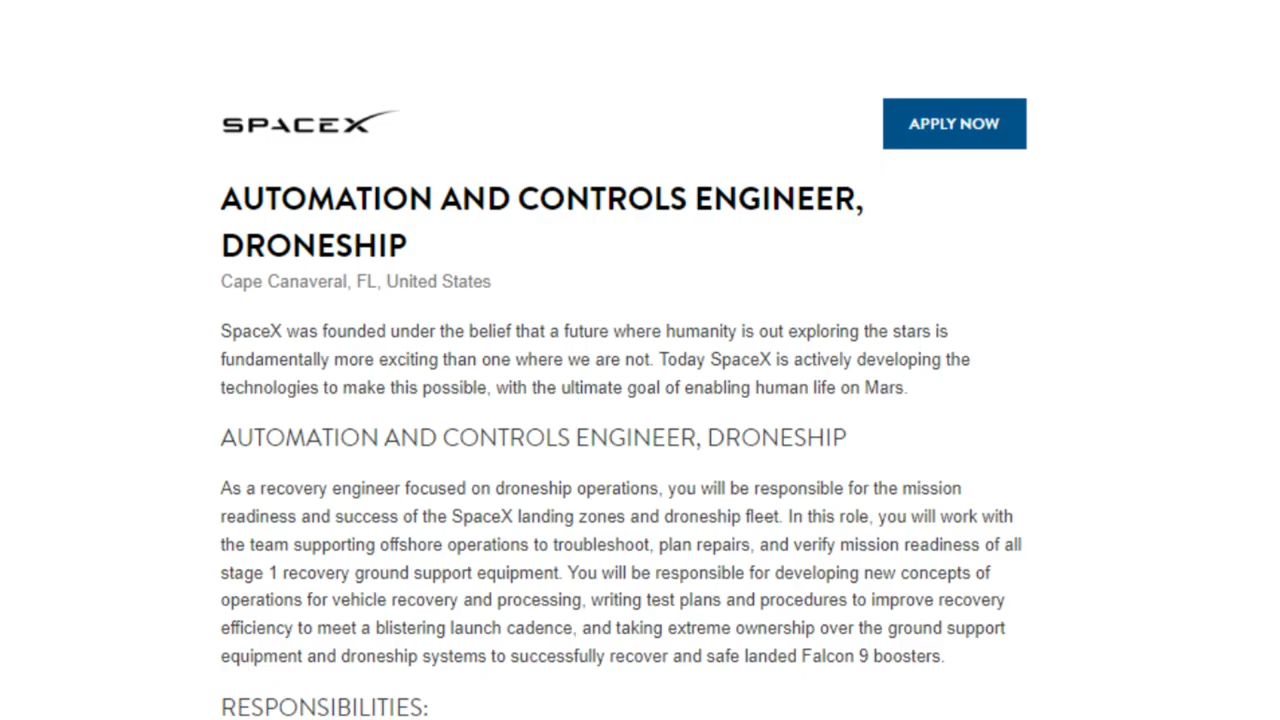 SPACEX
APPLY NOW
AUTOMATION AND CONTROLS ENGINEER,
DRONESHIP
Cape Canaveral, FL, United States
SpaceX was founded under the belief that a future where humanity is out exploring the stars is
fundamentally more exciting than one where we are not. Today SpaceX is actively developing the
technologies to make this possible, with the ultimate goal of enabling human life on Mars.
AUTOMATION AND CONTROLS ENGINEER, DRONESHIP
As a recovery engineer focused on droneship operations, you will be responsible for the mission
readiness and success of the SpaceX landing zones and droneship fleet. In this role, you will work with
the team supporting offshore operations to troubleshoot, plan repairs, and verify mission readiness of all
stage 1 recovery ground support equipment. You will be responsible for developing new concepts of
operations for vehicle recovery and processing, writing test plans and procedures to improve recovery
efficiency to meet a blistering launch cadence, and taking extreme ownership over the ground support
equipment and droneship systems to successfully recover and safe landed Falcon 9 boosters.
RESPONSIBILITIES: